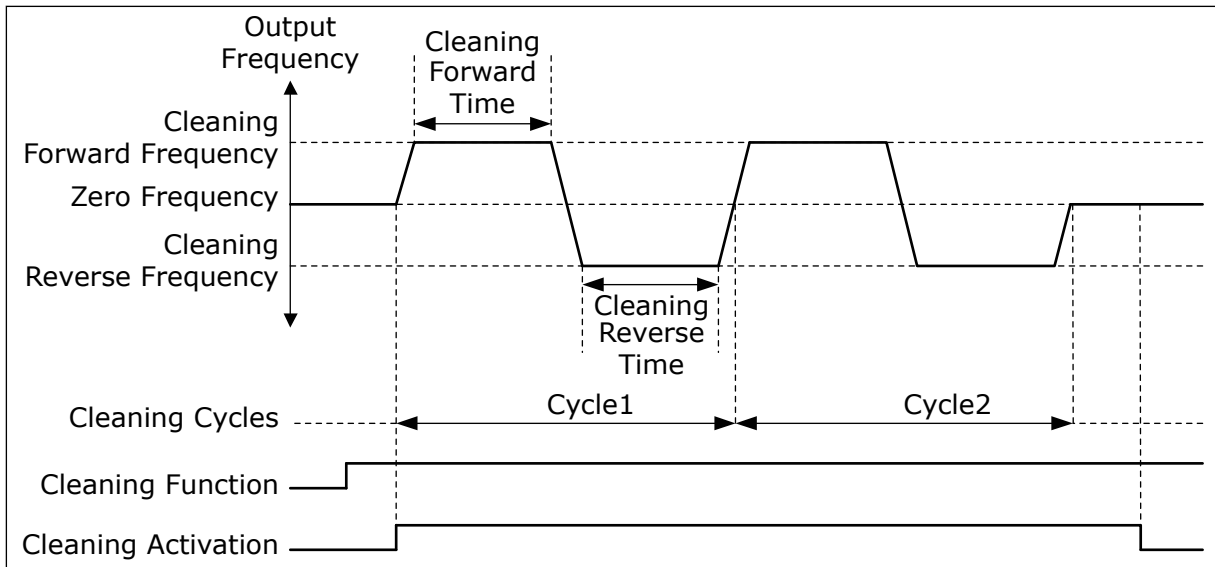 Output
Frequency
Cleaning
Forward
Time
Cleaning
Forward Frequency
Zero Frequency
Cleaning
Reverse Frequency
Cleaning
Reverse
Time
Cleaning Cycles
Cycle1
Cycle2
Cleaning Function
Cleaning Activation